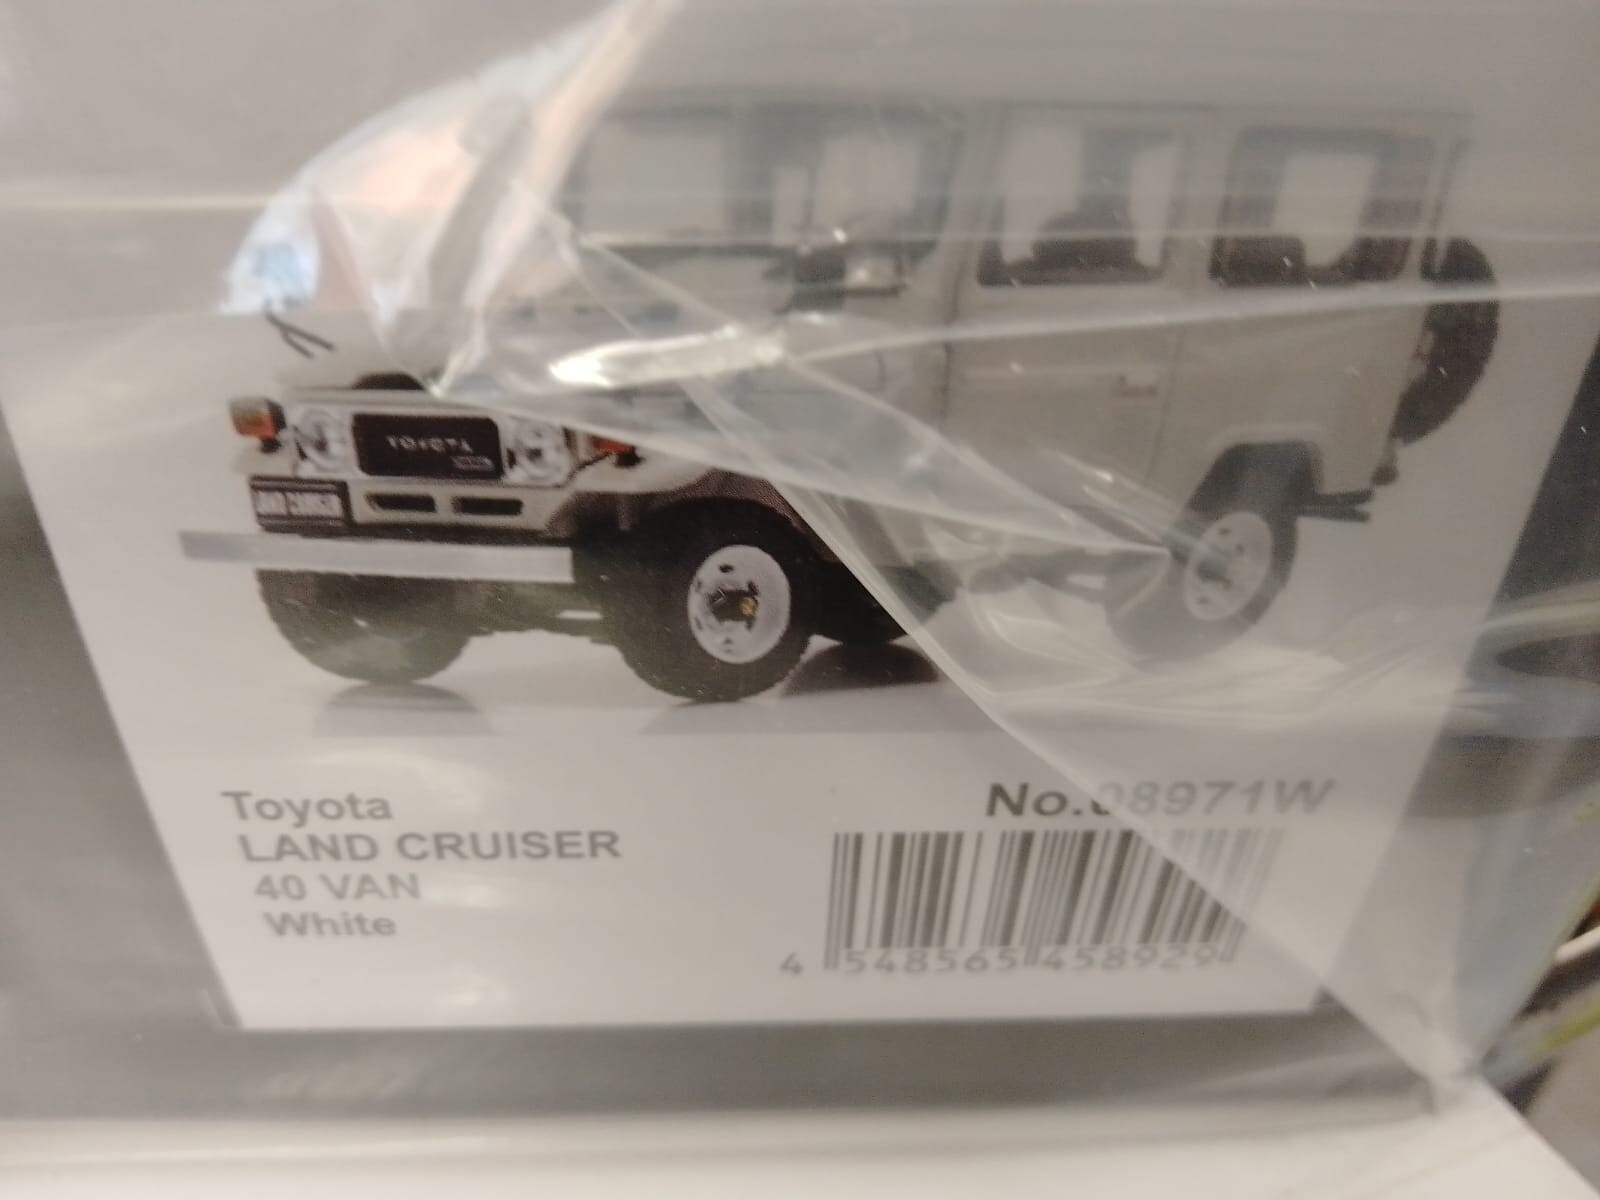 TOYOTA
LAND CRUISER
Toyota
LAND CRUISER
40 VAN
White
No.08971W
4 548565 458929